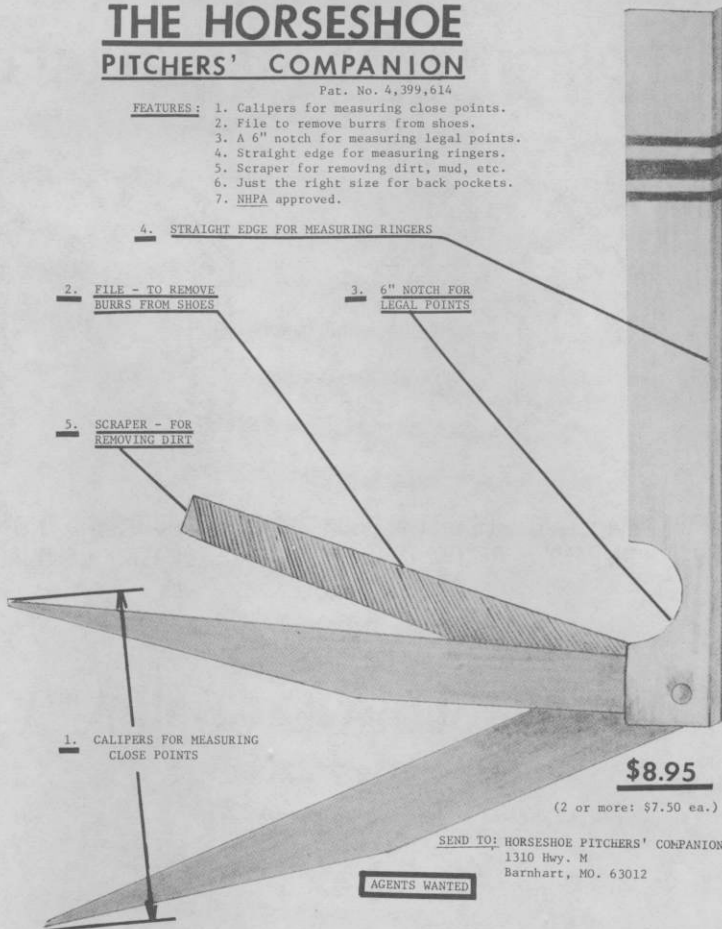 THE HORSESHOE
PITCHERS' COMPANION
Pat. No. 4,399,614
FEATURES: 1. Calipers for measuring close points.
2. File to remove burrs from shoes.
3. A 6" notch for measuring legal points.
4. Straight edge for measuring ringers.
5. Scraper for removing dirt, mud, etc.
6. Just the right size for back pockets.
7. NHPA approved.
4. STRAIGHT EDGE FOR MEASURING RINGERS
2. FILE - TO REMOVE
BURRS FROM SHOES
3. 6" NOTCH FOR
LEGAL POINTS
5. SCRAPER - FOR
REMOVING DIRT
1. CALIPERS FOR MEASURING
CLOSE POINTS
$8.95
(2 or more: $7.50 ea.)
SEND TO: HORSESHOE PITCHERS' COMPANION
1310 Hwy. M
Barnhart, MO. 63012
AGENTS WANTED